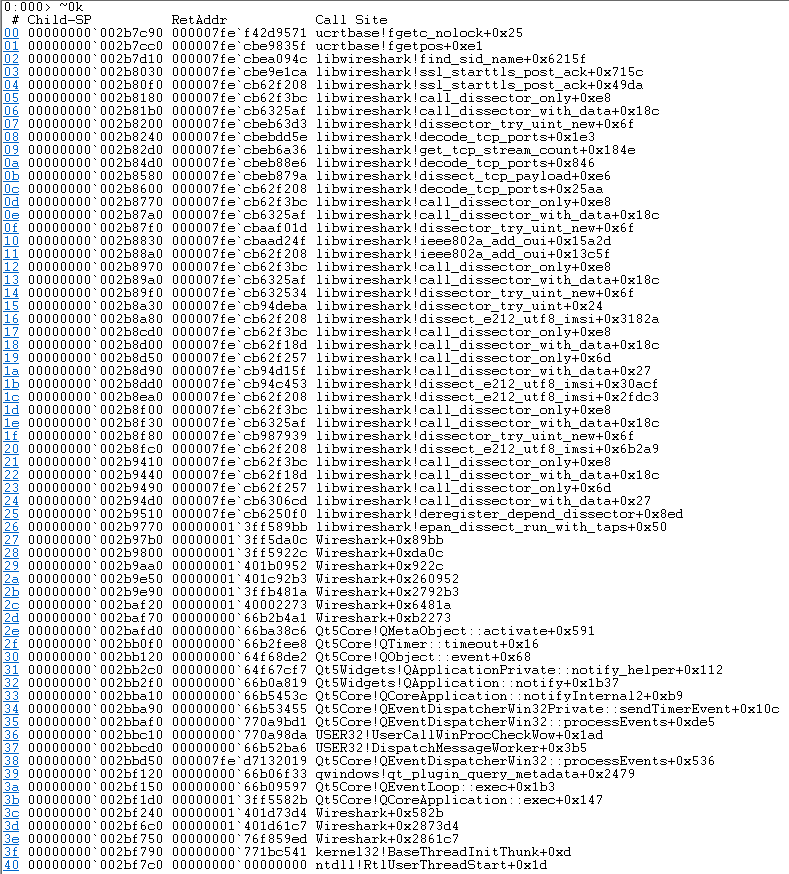 0:000> ~0k
 # Child-SP          RetAddr           Call Site
00 00000000`002b7c90 000007fe`f42d9571 ucrtbase!fgetc_nolock+0x25
01 00000000`002b7cc0 000007fe`cbe9835f ucrtbase!fgetpos+0xe1
02 00000000`002b7d10 000007fe`cbea094c libwireshark!find_sid_name+0x6215f
03 00000000`002b8030 000007fe`cbe9e1ca libwireshark!ssl_starttls_post_ack+0x715c
04 00000000`002b80f0 000007fe`cb62f208 libwireshark!ssl_starttls_post_ack+0x49da
05 00000000`002b8180 000007fe`cb62f3bc libwireshark!call_dissector_only+0xe8
06 00000000`002b81b0 000007fe`cb6325af libwireshark!call_dissector_with_data+0x18c
07 00000000`002b8200 000007fe`cbeb63d3 libwireshark!dissector_try_uint_new+0x6f
08 00000000`002b8240 000007fe`cbebdd5e libwireshark!decode_tcp_ports+0x1e3
09 00000000`002b82d0 000007fe`cbeb6a36 libwireshark!get_tcp_stream_count+0x184e
0a 00000000`002b84d0 000007fe`cbeb88e6 libwireshark!decode_tcp_ports+0x846
0b 00000000`002b8580 000007fe`cbeb879a libwireshark!dissect_tcp_payload+0xe6
0c 00000000`002b8600 000007fe`cb62f208 libwireshark!decode_tcp_ports+0x25aa
0d 00000000`002b8770 000007fe`cb62f3bc libwireshark!call_dissector_only+0xe8
0e 00000000`002b87a0 000007fe`cb6325af libwireshark!call_dissector_with_data+0x18c
0f 00000000`002b87f0 000007fe`cbaaf01d libwireshark!dissector_try_uint_new+0x6f
10 00000000`002b8830 000007fe`cbaad24f libwireshark!ieee802a_add_oui+0x15a2d
11 00000000`002b88a0 000007fe`cb62f208 libwireshark!ieee802a_add_oui+0x13c5f
12 00000000`002b8970 000007fe`cb62f3bc libwireshark!call_dissector_only+0xe8
13 00000000`002b89a0 000007fe`cb6325af libwireshark!call_dissector_with_data+0x18c
14 00000000`002b89f0 000007fe`cb632534 libwireshark!dissector_try_uint_new+0x6f
15 00000000`002b8a30 000007fe`cb94deba libwireshark!dissector_try_uint+0x24
16 00000000`002b8a80 000007fe`cb62f208 libwireshark!dissect_e212_utf8_imsi+0x3182a
17 00000000`002b8cd0 000007fe`cb62f3bc libwireshark!call_dissector_only+0xe8
18 00000000`002b8d00 000007fe`cb62f18d libwireshark!call_dissector_with_data+0x18c
19 00000000`002b8d50 000007fe`cb62f257 libwireshark!call_dissector_only+0x6d
1a 00000000`002b8d90 000007fe`cb94d15f libwireshark!call_dissector_with_data+0x27
1b 00000000`002b8dd0 000007fe`cb94c453 libwireshark!dissect_e212_utf8_imsi+0x30acf
1c 00000000`002b8ea0 000007fe`cb62f208 libwireshark!dissect_e212_utf8_imsi+0x2fdc3
1d 00000000`002b8f00 000007fe`cb62f3bc libwireshark!call_dissector_only+0xe8
1e 00000000`002b8f30 000007fe`cb6325af libwireshark!call_dissector_with_data+0x18c
1f 00000000`002b8f80 000007fe`cb987939 libwireshark!dissector_try_uint_new+0x6f
20 00000000`002b8fc0 000007fe`cb62f208 libwireshark!dissect_e212_utf8_imsi+0x6b2a9
21 00000000`002b9410 000007fe`cb62f3bc libwireshark!call_dissector_only+0xe8
22 00000000`002b9440 000007fe`cb62f18d libwireshark!call_dissector_with_data+0x18c
23 00000000`002b9490 000007fe`cb62f257 libwireshark!call_dissector_only+0x6d
24 00000000`002b94d0 000007fe`cb6306cd libwireshark!call_dissector_with_data+0x27
25 00000000`002b9510 000007fe`cb6250f0 libwireshark!deregister_depend_dissector+0x8ed
26 00000000`002b9770 00000001`3ff589bb libwireshark!epan_dissect_run_with_taps+0x50
27 00000000`002b97b0 00000001`3ff5da0c Wireshark+0x89bb
28 00000000`002b9800 00000001`3ff5922c Wireshark+0xda0c
29 00000000`002b9aa0 00000001`401b0952 Wireshark+0x922c
2a 00000000`002b9e50 00000001`401c92b3 Wireshark+0x260952
2b 00000000`002b9e90 00000001`3ffb481a Wireshark+0x2792b3
2c 00000000`002baf20 00000001`40002273 Wireshark+0x6481a
2d 00000000`002baf70 00000000`66b2b4a1 Wireshark+0xb2273
2e 00000000`002bafd0 00000000`66ba38c6 Qt5Core!QMetaObject::activate+0x591
2f 00000000`002bb0f0 00000000`66b2fee8 Qt5Core!QTimer::timeout+0x16
30 00000000`002bb120 00000000`64f68de2 Qt5Core!QObject::event+0x68
31 00000000`002bb2c0 00000000`64f67cf7 Qt5Widgets!QApplicationPrivate::notify_helper+0x112
32 00000000`002bb2f0 00000000`66b0a819 Qt5Widgets!QApplication::notify+0x1b37
33 00000000`002bba10 00000000`66b5453c Qt5Core!QCoreApplication::notifyInternal2+0xb9
34 00000000`002bba90 00000000`66b53455 Qt5Core!QEventDispatcherWin32Private::sendTimerEvent+0x10c
35 00000000`002bbaf0 00000000`770a9bd1 Qt5Core!QEventDispatcherWin32::processEvents+0xde5
36 00000000`002bbc10 00000000`770a98da USER32!UserCallWinProcCheckWow+0x1ad
37 00000000`002bbcd0 00000000`66b52ba6 USER32!DispatchMessageWorker+0x3b5
38 00000000`002bbd50 000007fe`d7132019 Qt5Core!QEventDispatcherWin32::processEvents+0x536
39 00000000`002bf120 00000000`66b06f33 qwindows!qt_plugin_query_metadata+0x2479
3a 00000000`002bf150 00000000`66b09597 Qt5Core!QEventLoop::exec+0x1b3
3b 00000000`002bf1d0 00000001`3ff5582b Qt5Core!QCoreApplication::exec+0x147
3c 00000000`002bf240 00000001`401d73d4 Wireshark+0x582b
3d 00000000`002bf6c0 00000001`401d61c7 Wireshark+0x2873d4
3e 00000000`002bf750 00000000`76f859ed Wireshark+0x2861c7
3f 00000000`002bf790 00000000`771bc541 kernel32!BaseThreadInitThunk+0xd
40 00000000`002bf7c0 00000000`00000000 ntdll!RtlUserThreadStart+0x1d